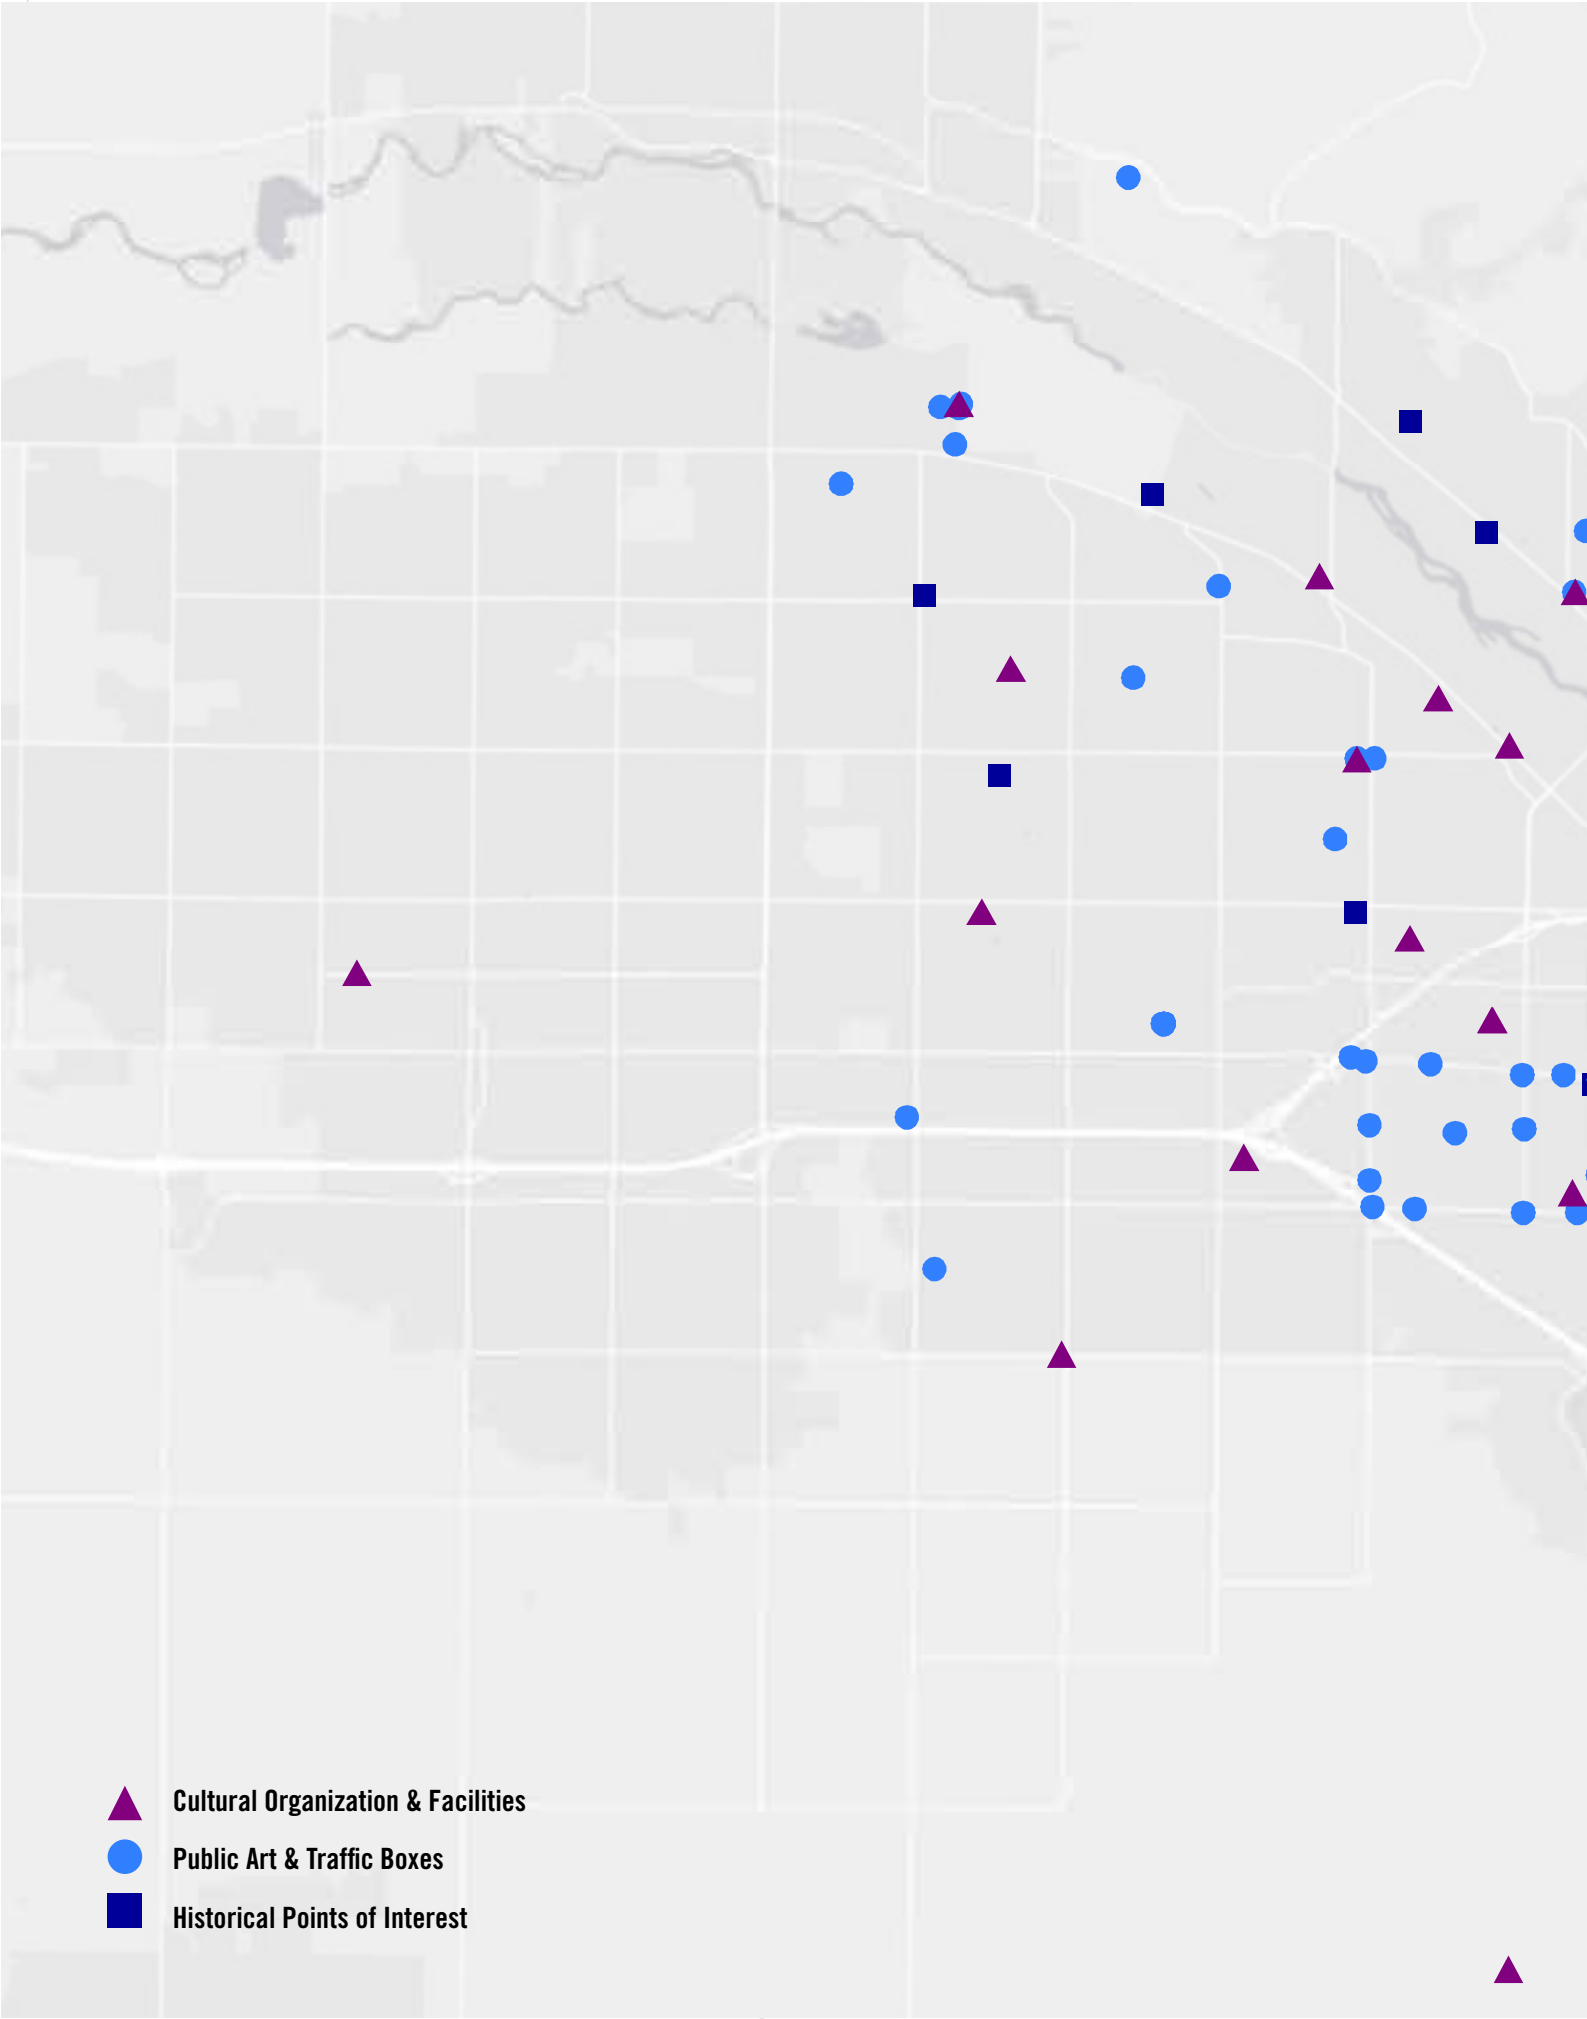 Cultural Organization & Facilities
Public Art & Traffic Boxes
Historical Points of Interest